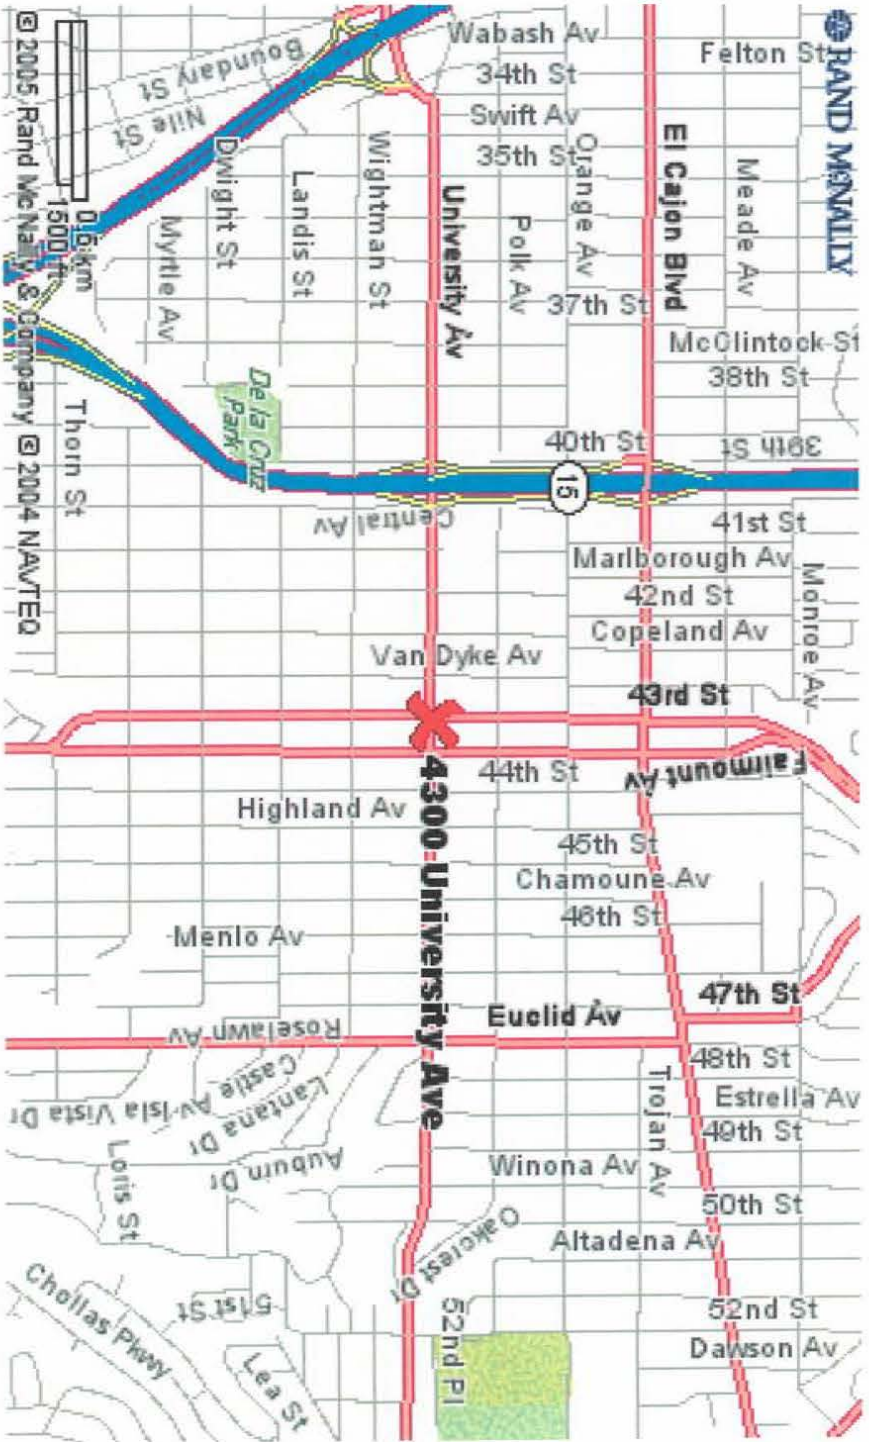 RAND McNALLY
Wabash Av
Felton St
34th St
Swift Av
35th St
Boundary St
Nile St
Dwight St
Landis St
Wightman St
University Av
Polk Av
Orange Av
El Cajon Blvd
Meade Av
Myrtle Av
37th St
McClintock St
38th St
0.5 km
1500 ft
De la Cruz
Park
Thorn St
40th St
39th St
15
Central Av
41st St
Marlborough Av
42nd St
Copeland Av
Monroe Av
Van Dyke Av
43rd St
44th St
Fairmount Av
4300 University Ave
Highland Av
45th St
Chamoune Av
46th St
Menlo Av
47th St
Euclid Av
Roselawn Av
48th St
Castle Av
Isla Vista Dr
Lantana Dr
Trojan Av
Estrella Av
49th St
Auburn Dr
Loris St
Winona Av
50th St
Oakcrest Dr
Altadena Av
Chollas Pkwy
51st St
52nd Pl
52nd St
Dawson Av
Lea St
© 2005 Rand McNally & Company © 2004 NAVTEQ